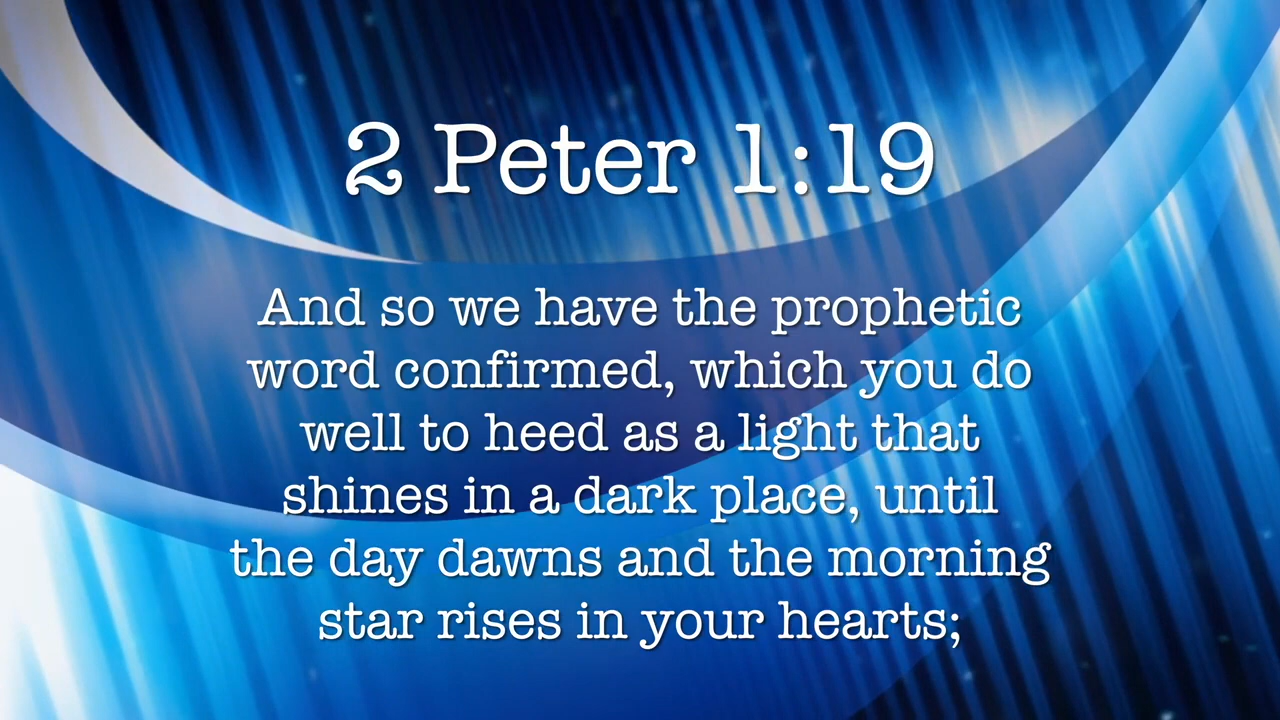 2 Peter 1:19
And so we have the prophetic
word confirmed, which you do
well to heed as a light that
shines in a dark place, until
the day dawns and the morning
star rises in your hearts;